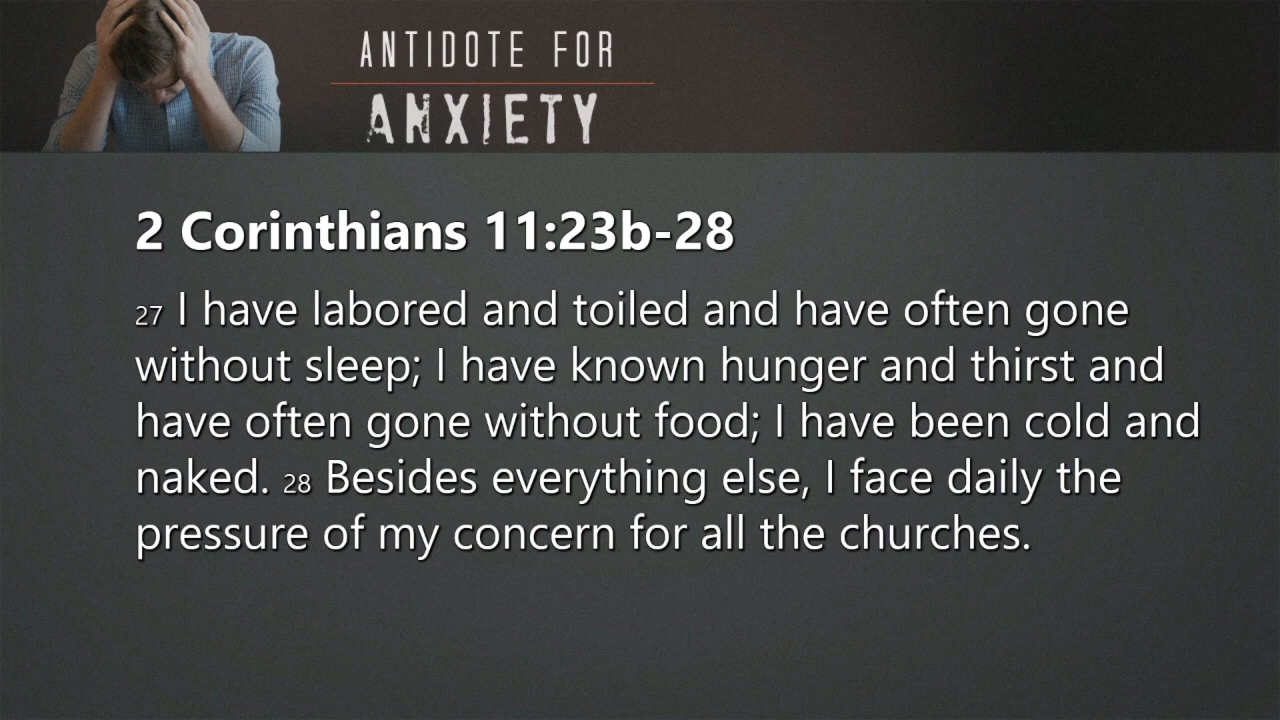 ANTIDOTE FOR
ANXIETY
2 Corinthians 11:23b-28
27 I have labored and toiled and have often gone
without sleep; I have known hunger and thirst and
have often gone without food; I have been cold and
naked. 28 Besides everything else, I face daily the
pressure of my concern for all the churches.